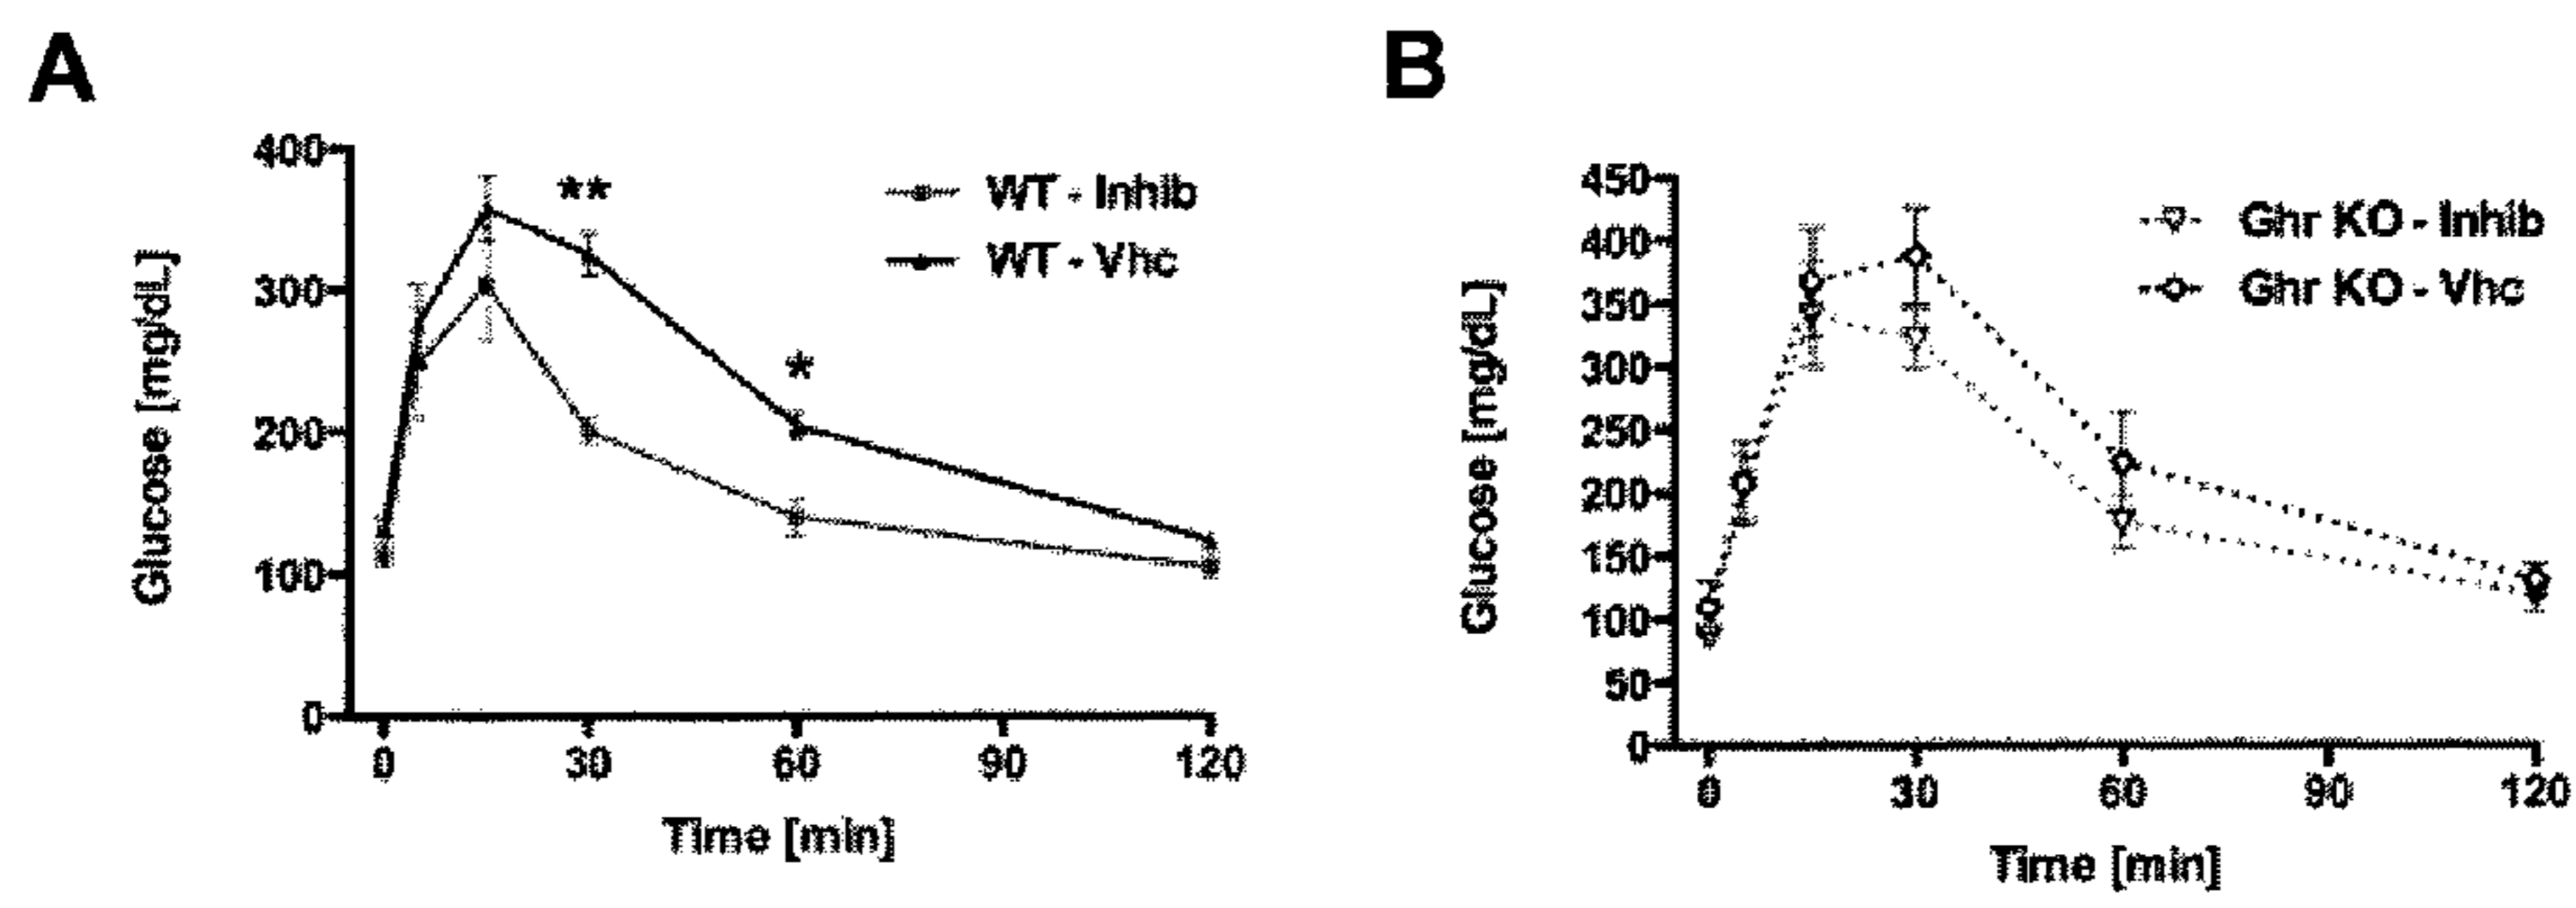 A
400
300
200
100
0
Glucose [mg/dL]
**
*
WT - Inhib
WT - Vhc
0 30 60 90 120
Time [min]
B
450
400
350
300
250
200
150
100
50
0
Glucose [mg/dL]
Ghr KO - Inhib
Ghr KO - Vhc
0 30 60 90 120
Time [min]